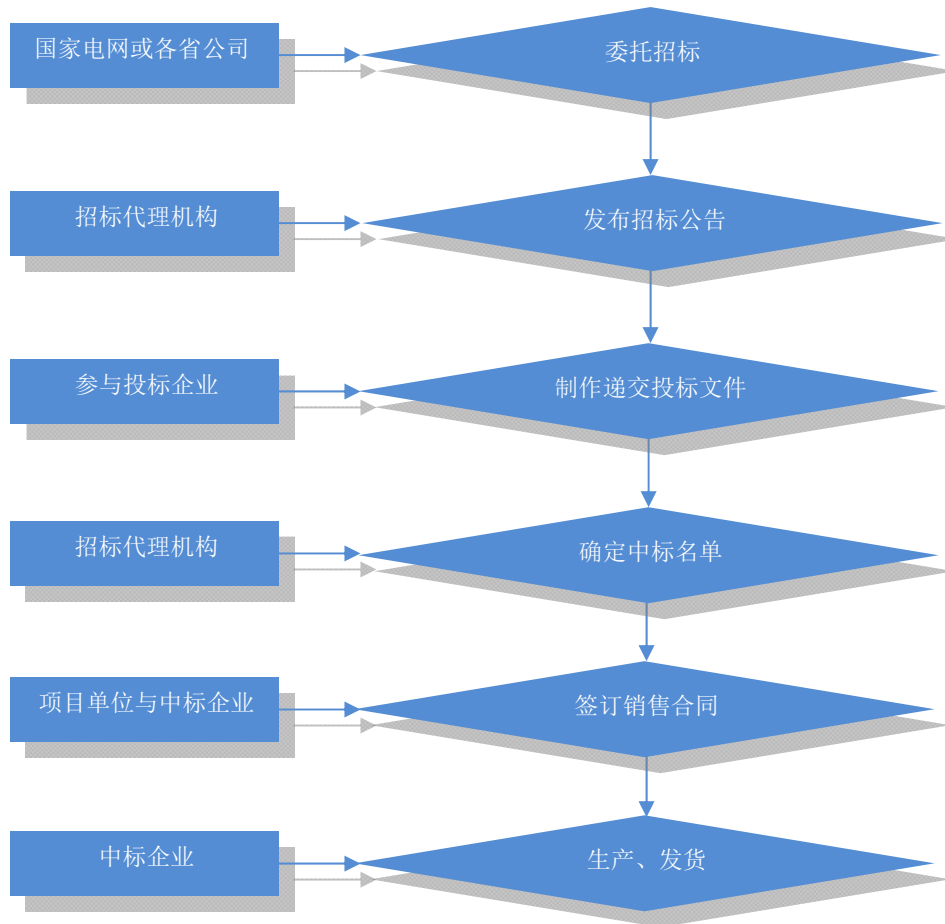 国家电网或各省公司
委托招标
招标代理机构
发布招标公告
参与投标企业
制作递交投标文件
招标代理机构
确定中标名单
项目单位与中标企业
签订销售合同
中标企业
生产、发货